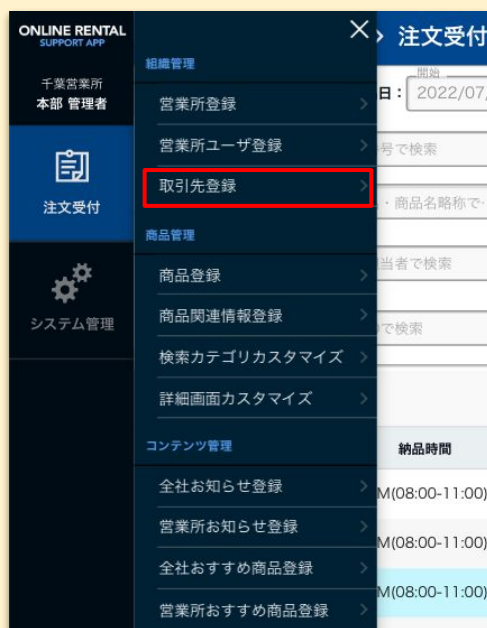 ONLINE RENTAL
SUPPORT APP
千葉営業所
本部 管理者
注文受付
システム管理
組織管理
営業所登録
営業所ユーザ登録
取引先登録
商品管理
商品登録
商品関連情報登録
検索カテゴリカスタマイズ
詳細画面カスタマイズ
コンテンツ管理
全社お知らせ登録
営業所お知らせ登録
全社おすすめ商品登録
営業所おすすめ商品登録
注文受付
開始
日：
2022/07/
号で検索
・商品名略称で・
当者で検索
で検索
納品時間
M(08:00-11:00)
M(08:00-11:00)
M(08:00-11:00)